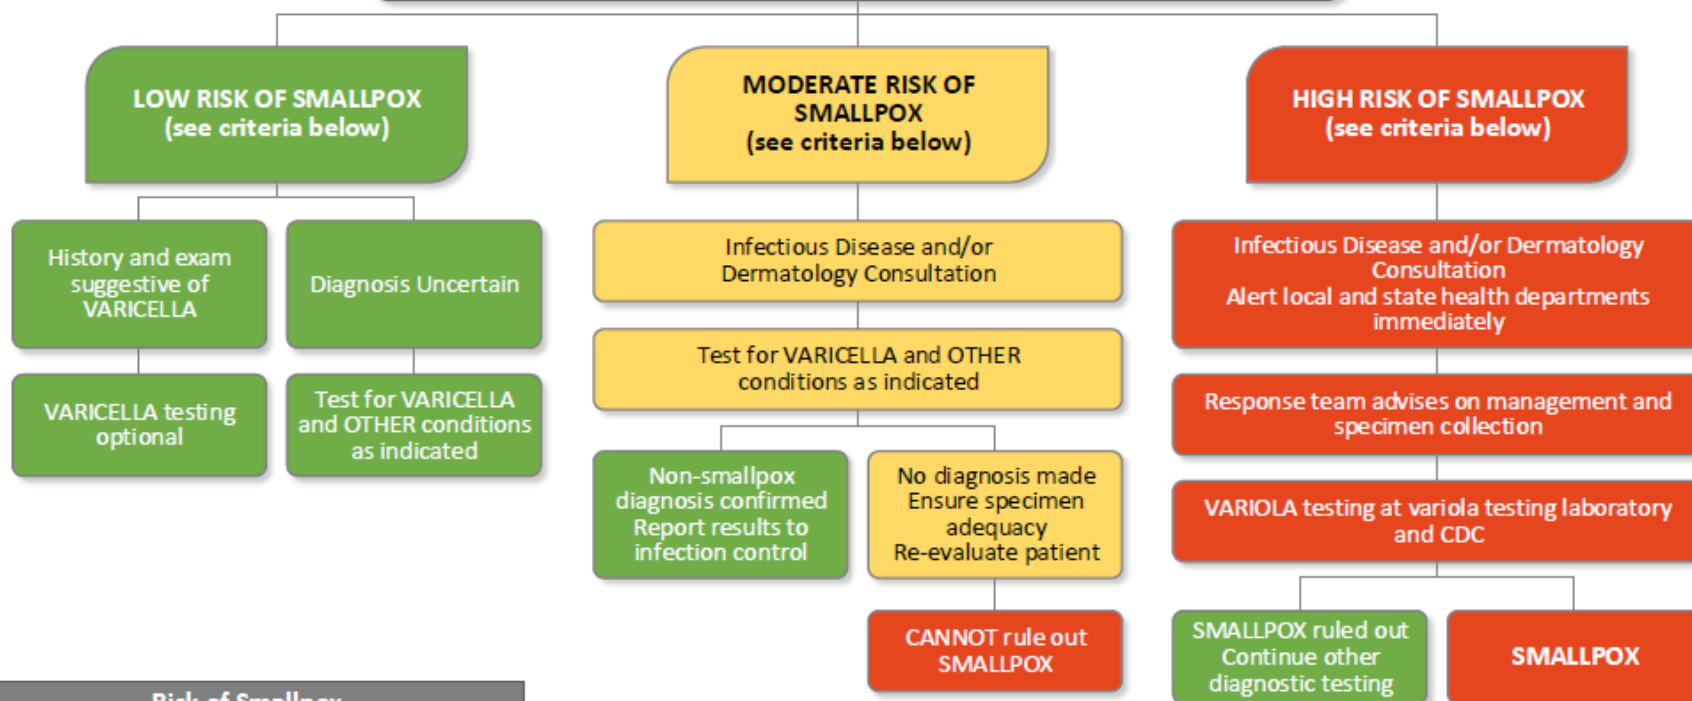 LOW RISK OF SMALLPOX
(see criteria below)
MODERATE RISK OF
SMALLPOX
(see criteria below)
HIGH RISK OF SMALLPOX
(see criteria below)
History and exam
suggestive of
VARICELLA
Diagnosis Uncertain
VARICELLA testing
optional
Test for VARICELLA
and OTHER conditions
as indicated
Infectious Disease and/or
Dermatology Consultation
Test for VARICELLA and OTHER
conditions as indicated
Non-smallpox
diagnosis confirmed
Report results to
infection control
No diagnosis made
Ensure specimen
adequacy
Re-evaluate patient
CANNOT rule out
SMALLPOX
Infectious Disease and/or Dermatology
Consultation
Alert local and state health departments
immediately
Response team advises on management and
specimen collection
VARIOLA testing at variola testing laboratory
and CDC
SMALLPOX ruled out
Continue other
diagnostic testing
SMALLPOX
Risk of Smallpox